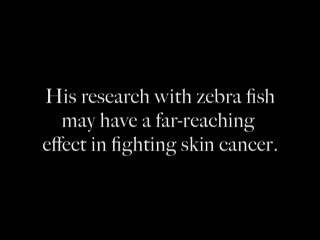 His research with zebra fish
may have a far-reaching
effect in fighting skin cancer.